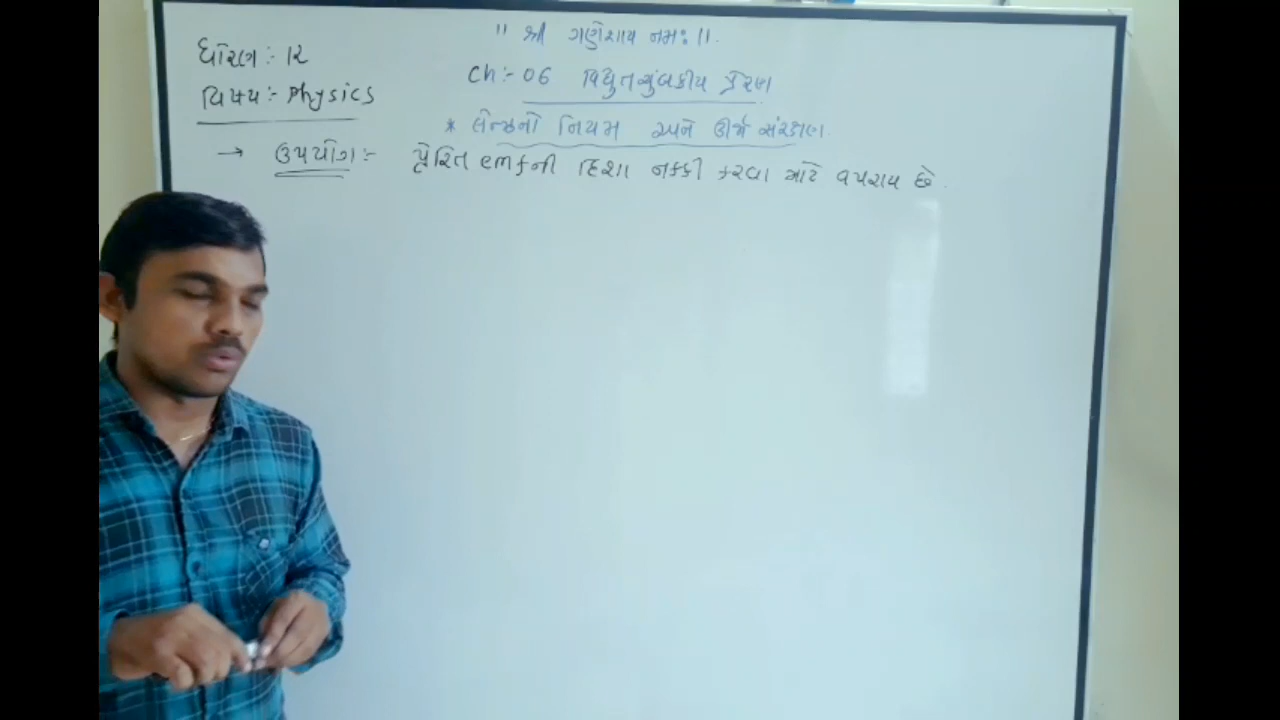 " શ્રી ગણેશાય નમઃ ।।.
ધોરણ :- 12
Ch :- 06 વિદ્યુતચુંબકીય પ્રેરણ
વિષય :- Physics
* લેન્ઝનો નિયમ અને ઊર્જા સંરક્ષણ.
→ ઉપયોગ :- પ્રેરિત emf ની દિશા નક્કી કરવા માટે વપરાય છે.